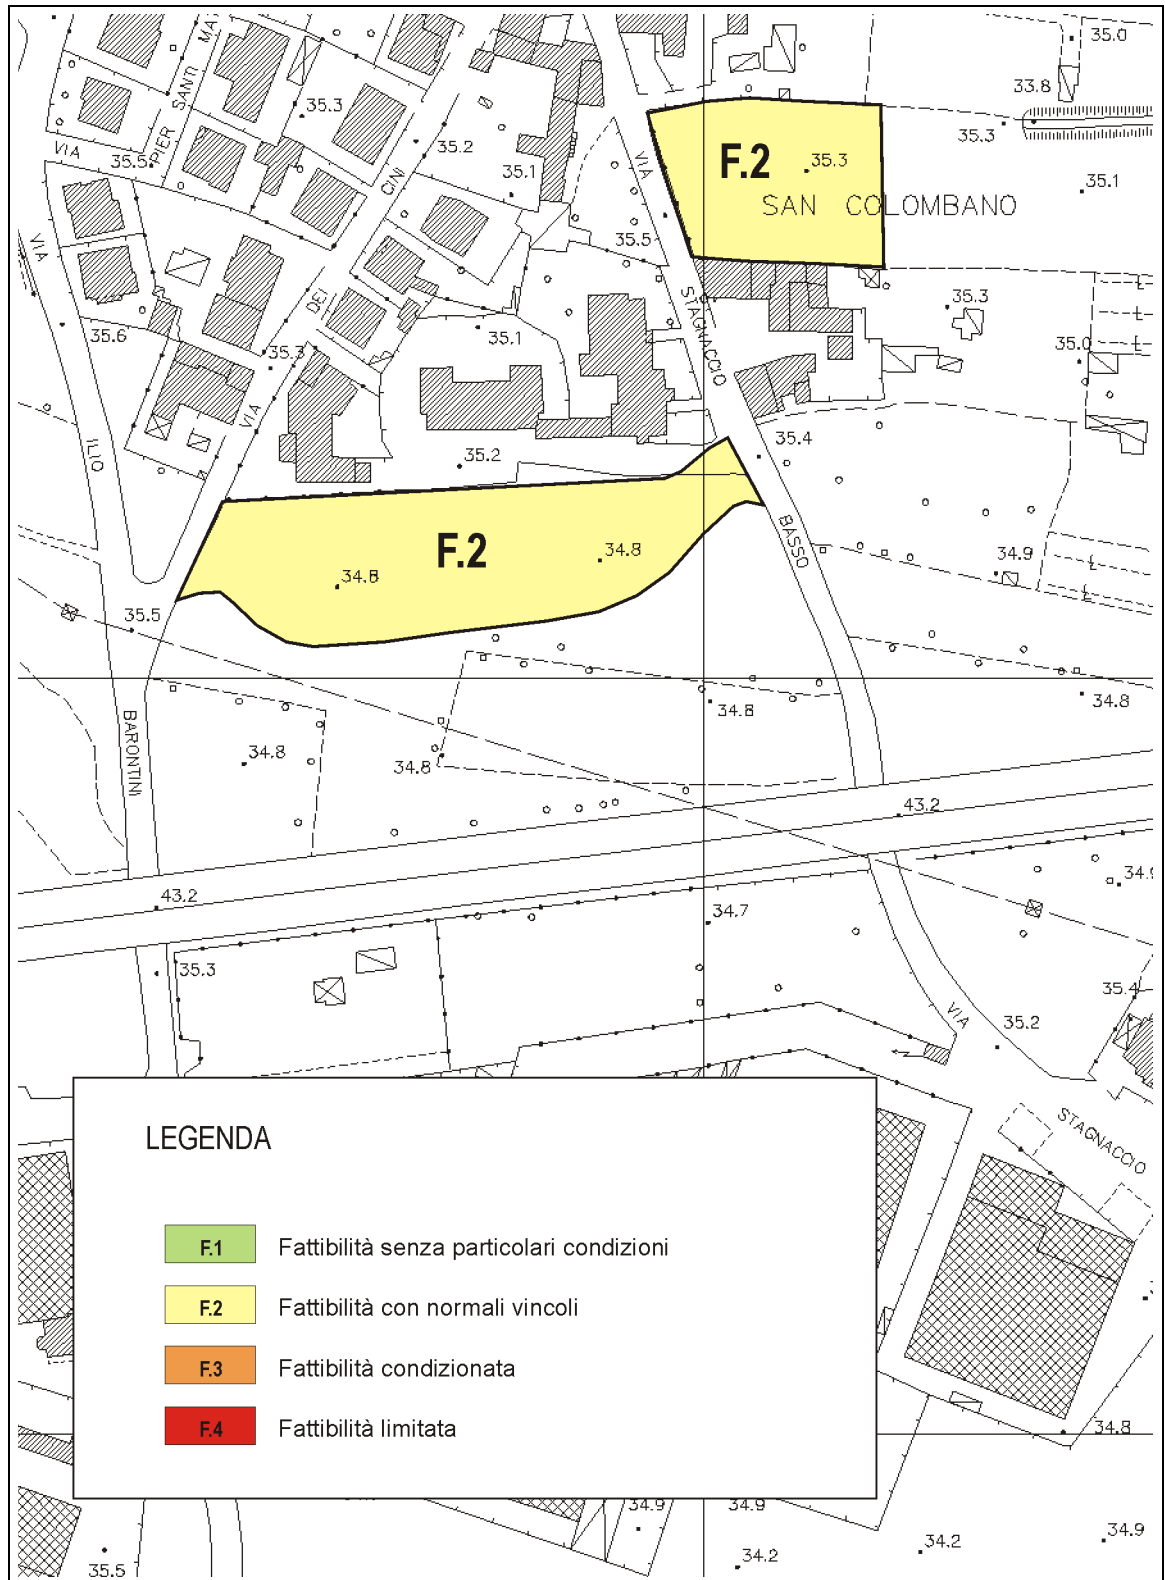 35.0
33.8
35.3
35.3
35.2
35.1
35.5
35.3
35.1
35.5
35.3
35.6
35.3
35.1
35.0
35.2
35.4
34.8
34.8
34.9
35.5
34.8
34.8
34.8
34.8
43.2
43.2
34.9
34.7
35.3
35.4
35.2
34.8
34.9
34.9
34.2
34.2
35.5
VIA
PIER SANTI MAT
VIA DEI CINI
VIA ILIO BARONTINI
VIA STAGNACCIO BASSO
VIA STAGNACCIO
SAN COLOMBANO
F.2
F.2
LEGENDA
F.1 Fattibilità senza particolari condizioni
F.2 Fattibilità con normali vincoli
F.3 Fattibilità condizionata
F.4 Fattibilità limitata